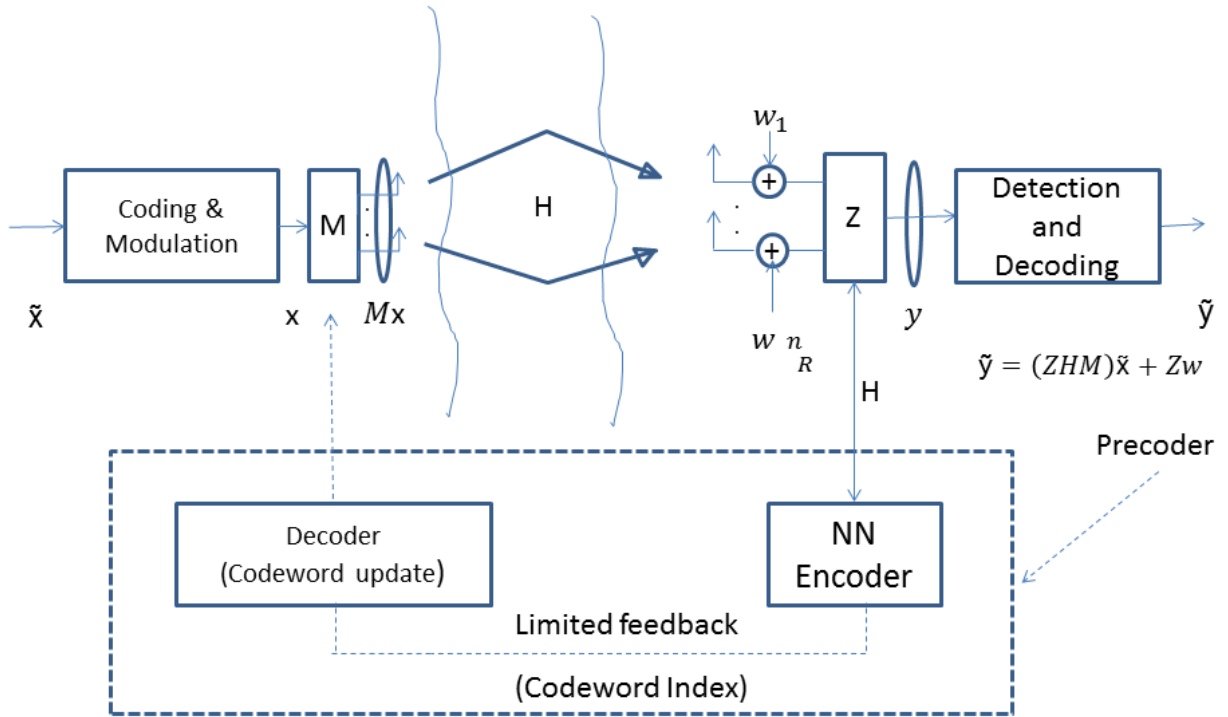 w₁
Coding &
Modulation
M
H
+
Z
Detection
and
Decoding
+
x̃
x
Mx
w n
R
y
ỹ
ỹ = (ZHM)x̃ + Zw
H
Precoder
Decoder
(Codeword update)
NN
Encoder
Limited feedback
(Codeword Index)